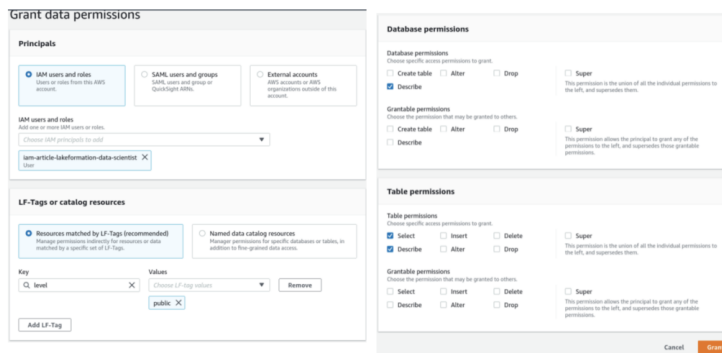 Grant data permissions
Principals
IAM users and roles
Users or roles from this AWS
account.
SAML users and groups
SAML users and group or
QuickSight ARNs.
External accounts
AWS accounts or AWS
organizations outside of this
account.
IAM users and roles
Add one or more IAM users or roles.
Choose IAM principals to add
iam-article-lakeformation-data-scientist
User
LF-Tags or catalog resources
Resources matched by LF-Tags (recommended)
Manage permissions indirectly for resources or data
matched by a specific set of LF-Tags.
Named data catalog resources
Manager permissions for specific databases or tables, in
addition to fine-grained data access.
Key
Values
level
Choose LF-tag values
Remove
public
Add LF-Tag
Database permissions
Database permissions
Choose specific access permissions to grant.
Create table Alter Drop
Describe
Super
This permission is the union of all the individual permissions to
the left, and supersedes them.
Grantable permissions
Choose the permission that may be granted to others.
Create table Alter Drop
Describe
Super
This permission allows the principal to grant any of the
permissions to the left, and supersedes those grantable
permissions.
Table permissions
Table permissions
Choose specific access permissions to grant.
Select Insert Delete
Describe Alter Drop
Super
This permission is the union of all the individual permissions to
the left, and supersedes them.
Grantable permissions
Choose the permission that may be granted to others.
Select Insert Delete
Describe Alter Drop
Super
This permission allows the principal to grant any of the
permissions to the left, and supersedes those grantable
permissions.
Cancel Gran